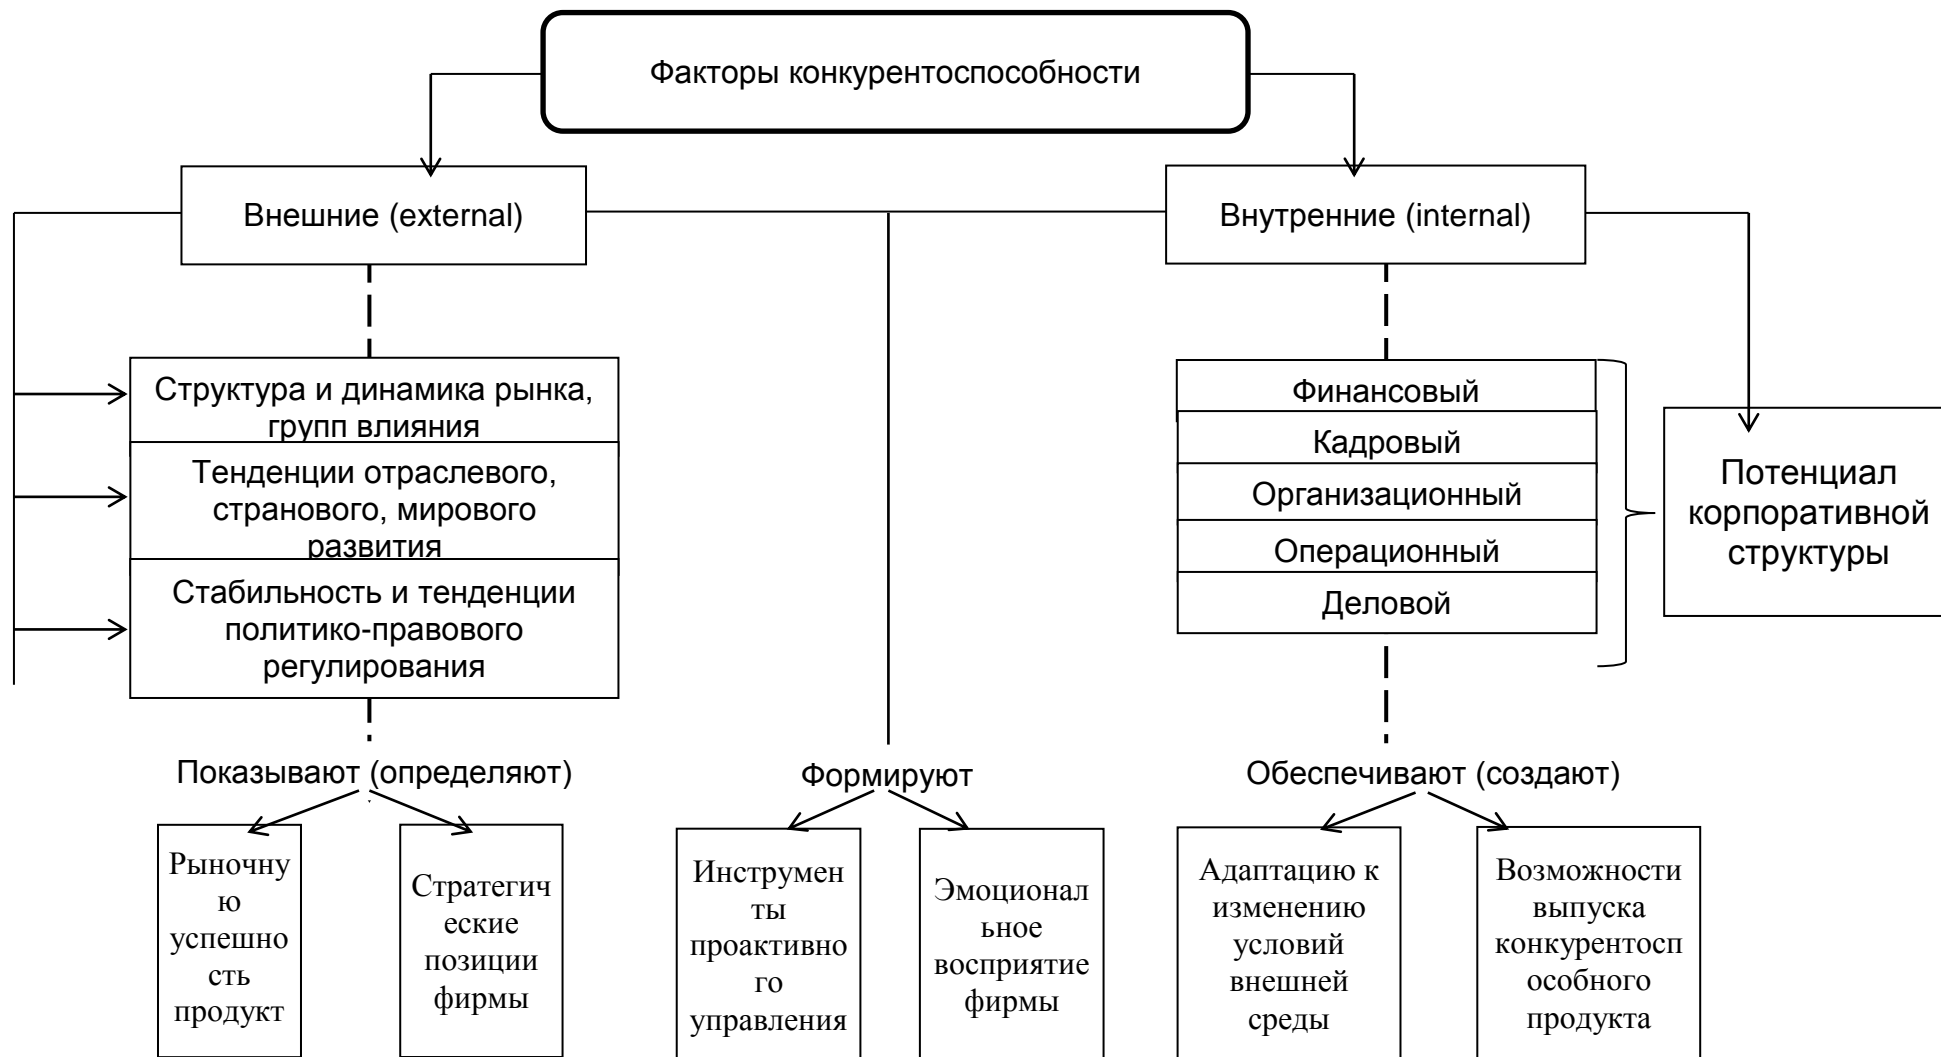 Факторы конкурентоспособности
Внешние (external)
Внутренние (internal)
Структура и динамика рынка,
групп влияния
Тенденции отраслевого,
странового, мирового
развития
Стабильность и тенденции
политико-правового
регулирования
Финансовый
Кадровый
Организационный
Операционный
Деловой
Потенциал
корпоративной
структуры
Показывают (определяют)
Формируют
Обеспечивают (создают)
Рыночну
ю
успешно
сть
продукт
Стратегич
еские
позиции
фирмы
Инструмен
ты
проактивно
го
управления
Эмоционал
ьное
восприятие
фирмы
Адаптацию к
изменению
условий
внешней
среды
Возможности
выпуска
конкурентосп
особного
продукта